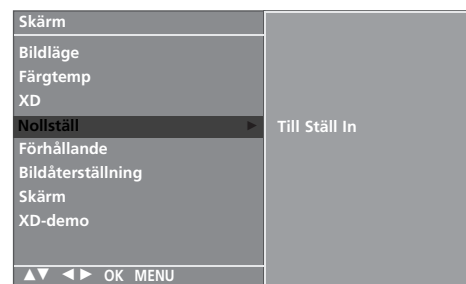 Skärm
Bildläge
Färgtemp
XD
Nollställ ► Till Ställ In
Förhållande
Bildåterställning
Skärm
XD-demo
▲▼ ◄► OK MENU